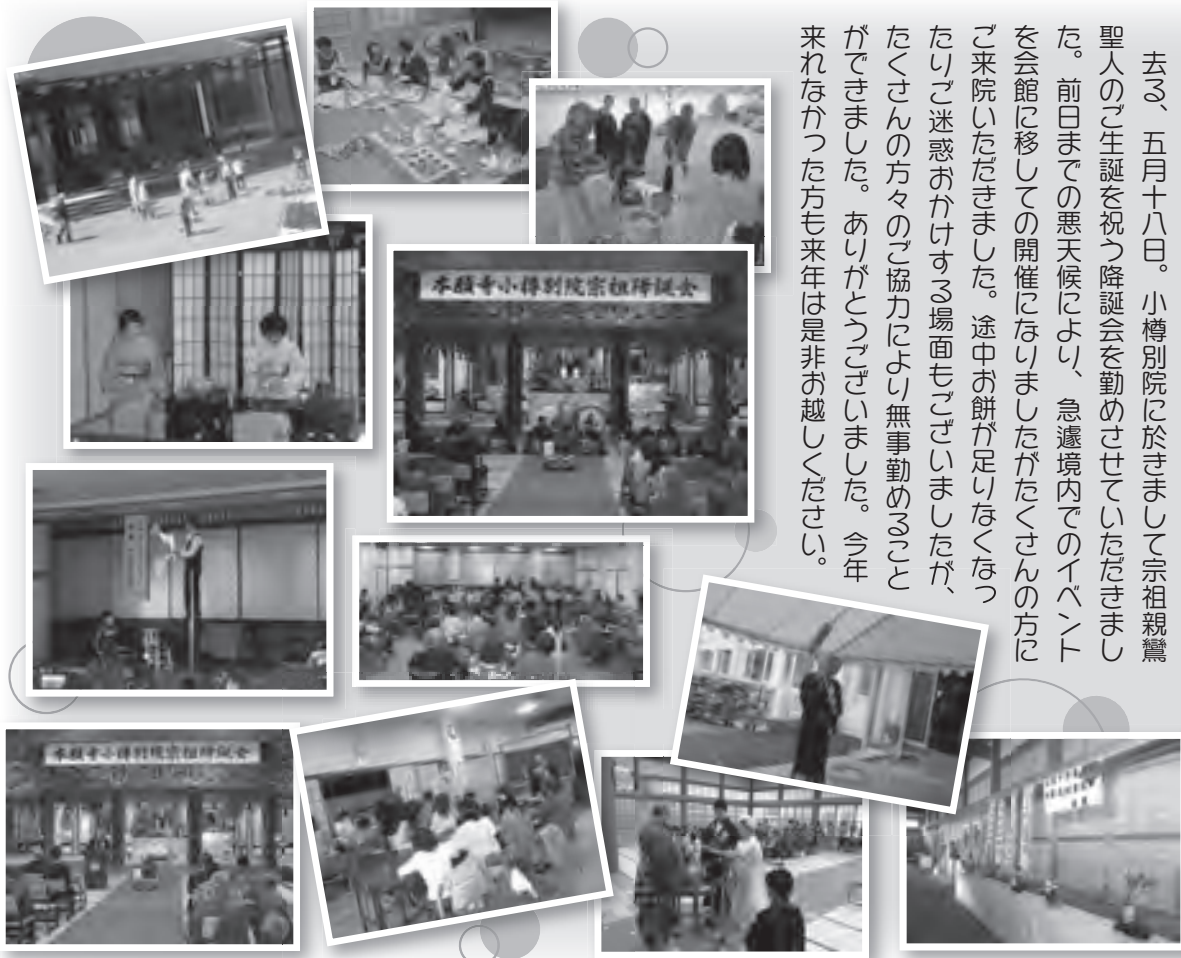 去る、五月十八日。小樽別院に於きまして宗祖親鸞
聖人のご生誕を祝う降誕会を勤めさせていただきまし
た。前日までの悪天候により、急遽境内でのイベント
を会館に移しての開催になりましたがたくさんの方に
ご来院いただきました。途中お餅が足りなくなっ
たりご迷惑おかけする場面もございましたが、
たくさんの方々のご協力により無事勤めること
ができました。ありがとうございました。今年
来れなかった方も来年は是非お越しください。
本願寺小樽別院宗祖降誕会
本願寺小樽別院宗祖降誕会